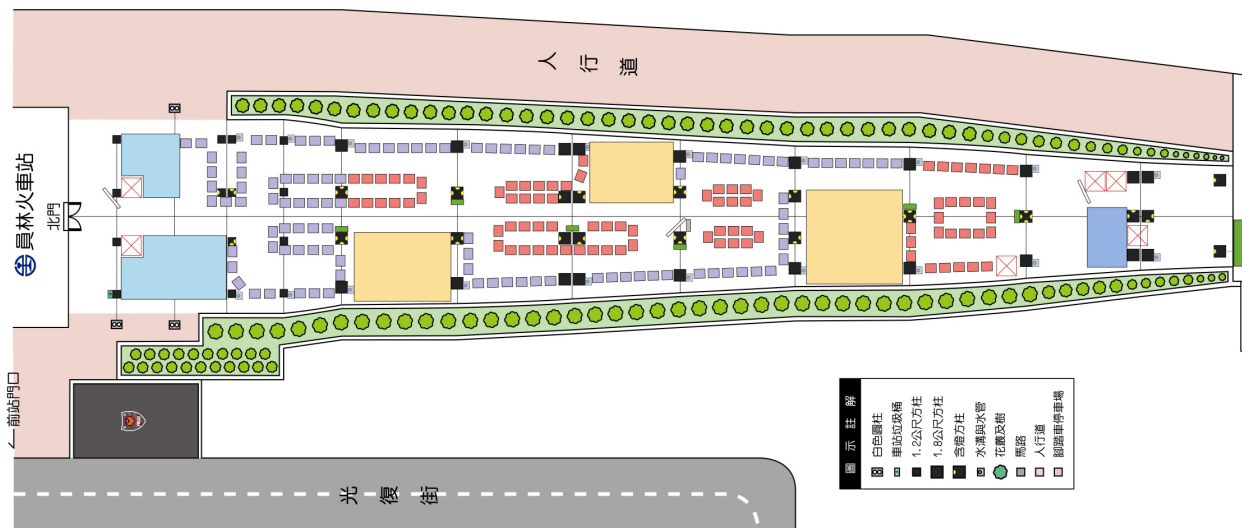 人行道
員林火車站
北門
前站門口
光復街
圖示註解
白色圓柱
車站垃圾桶
1.2公尺方柱
1.8公尺方柱
含燈方柱
水溝與水管
花叢及樹
馬路
人行道
腳踏車停車場